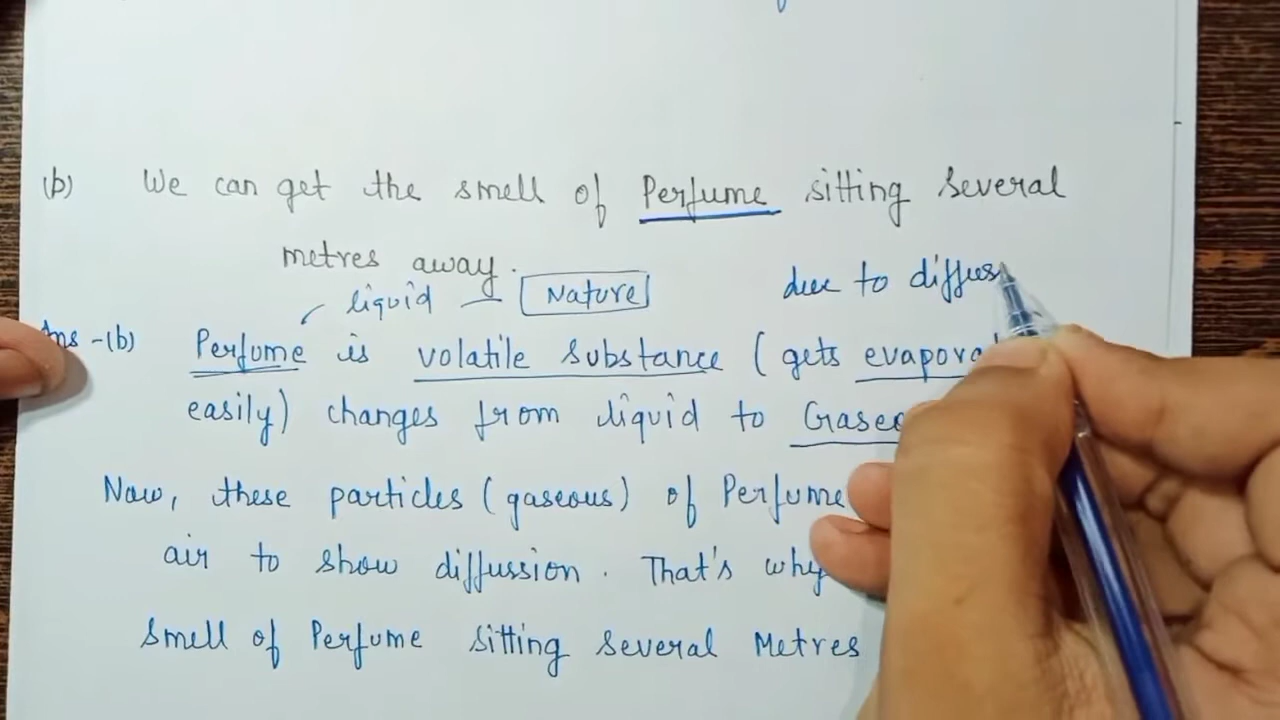 (b) We can get the smell of Perfume sitting several
metres away.
liquid – Nature due to diffus
Ans -(b) Perfume is volatile substance (gets evapora
easily) changes from liquid to Gaseo
Now, these particles (gaseous) of Perfume
air to show diffussion. That's why
smell of Perfume sitting several Metres